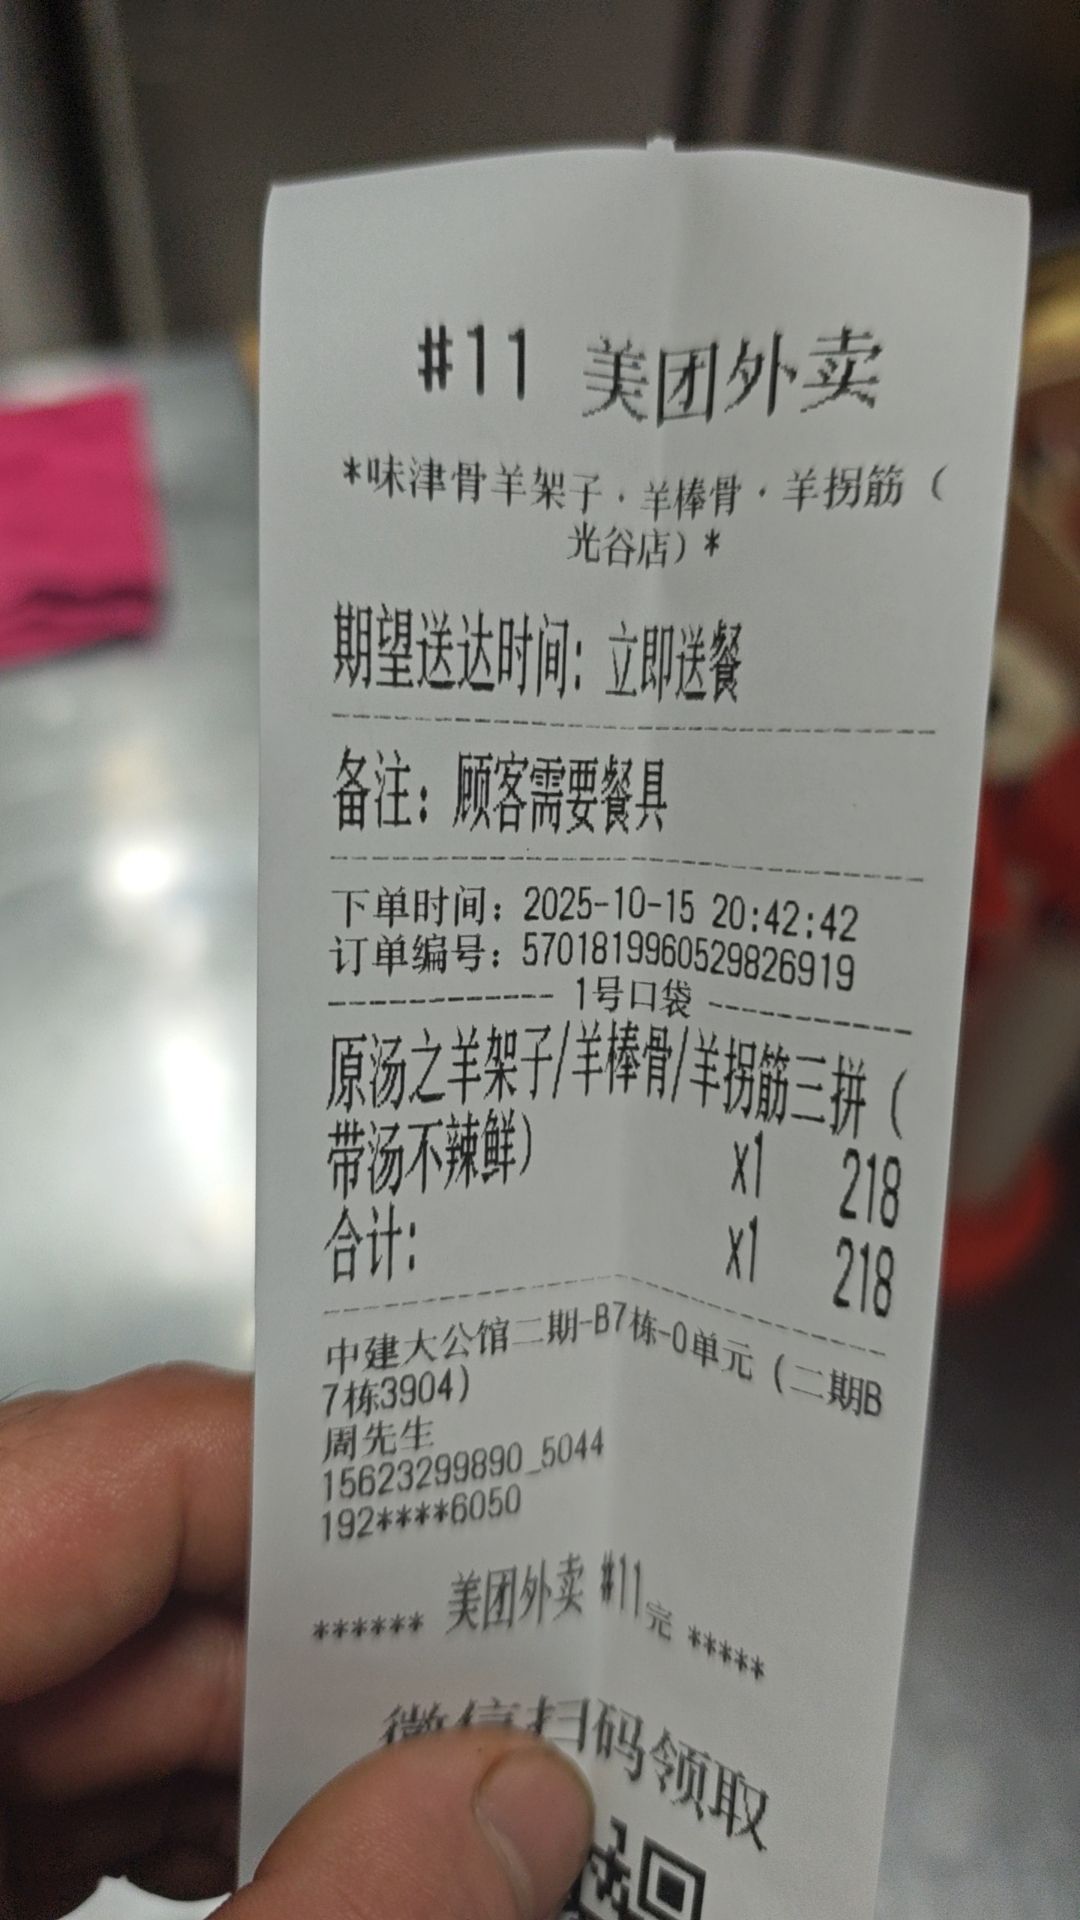 #11 美团外卖
*味津骨羊架子·羊棒骨·羊拐筋（
光谷店）*
期望送达时间: 立即送餐
备注: 顾客需要餐具
下单时间: 2025-10-15 20:42:42
订单编号: 5701819960529826919
1号口袋
原汤之羊架子/羊棒骨/羊拐筋三拼（
带汤不辣鲜） x1 218
合计: x1 218
中建大公馆二期-B7栋-0单元（二期B
7栋3904）
周先生
15623299890_5044
192****6050
****** 美团外卖 #11 完 *****
微信扫码领取